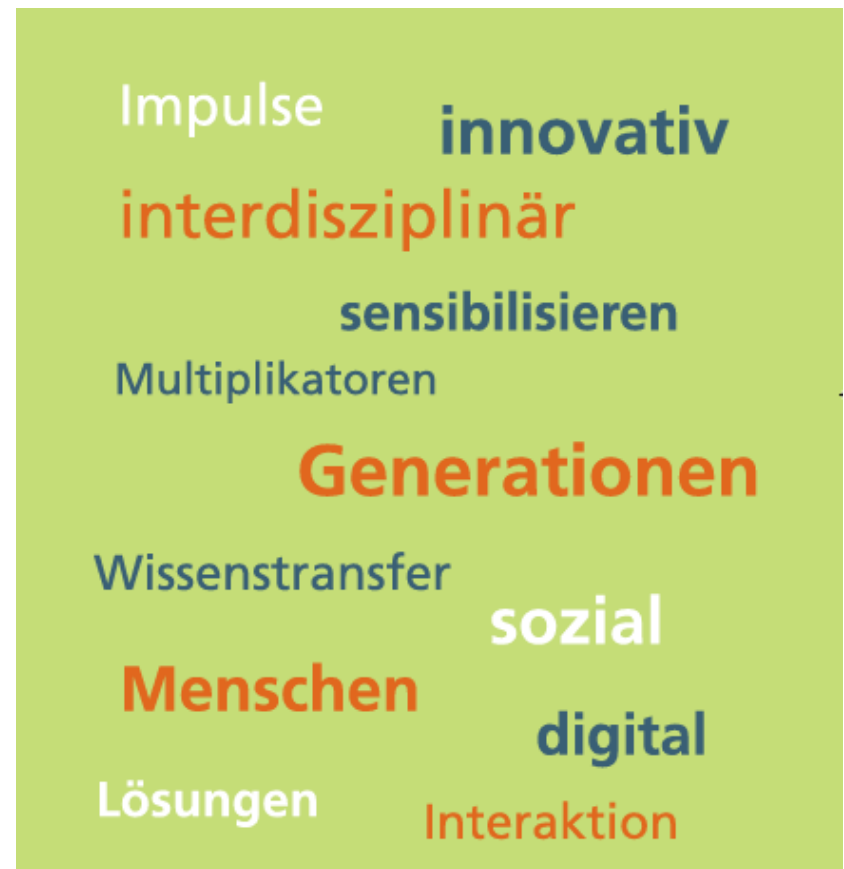 Impulse
innovativ
interdisziplinär
sensibilisieren
Multiplikatoren
Generationen
Wissenstransfer
sozial
Menschen
digital
Lösungen
Interaktion